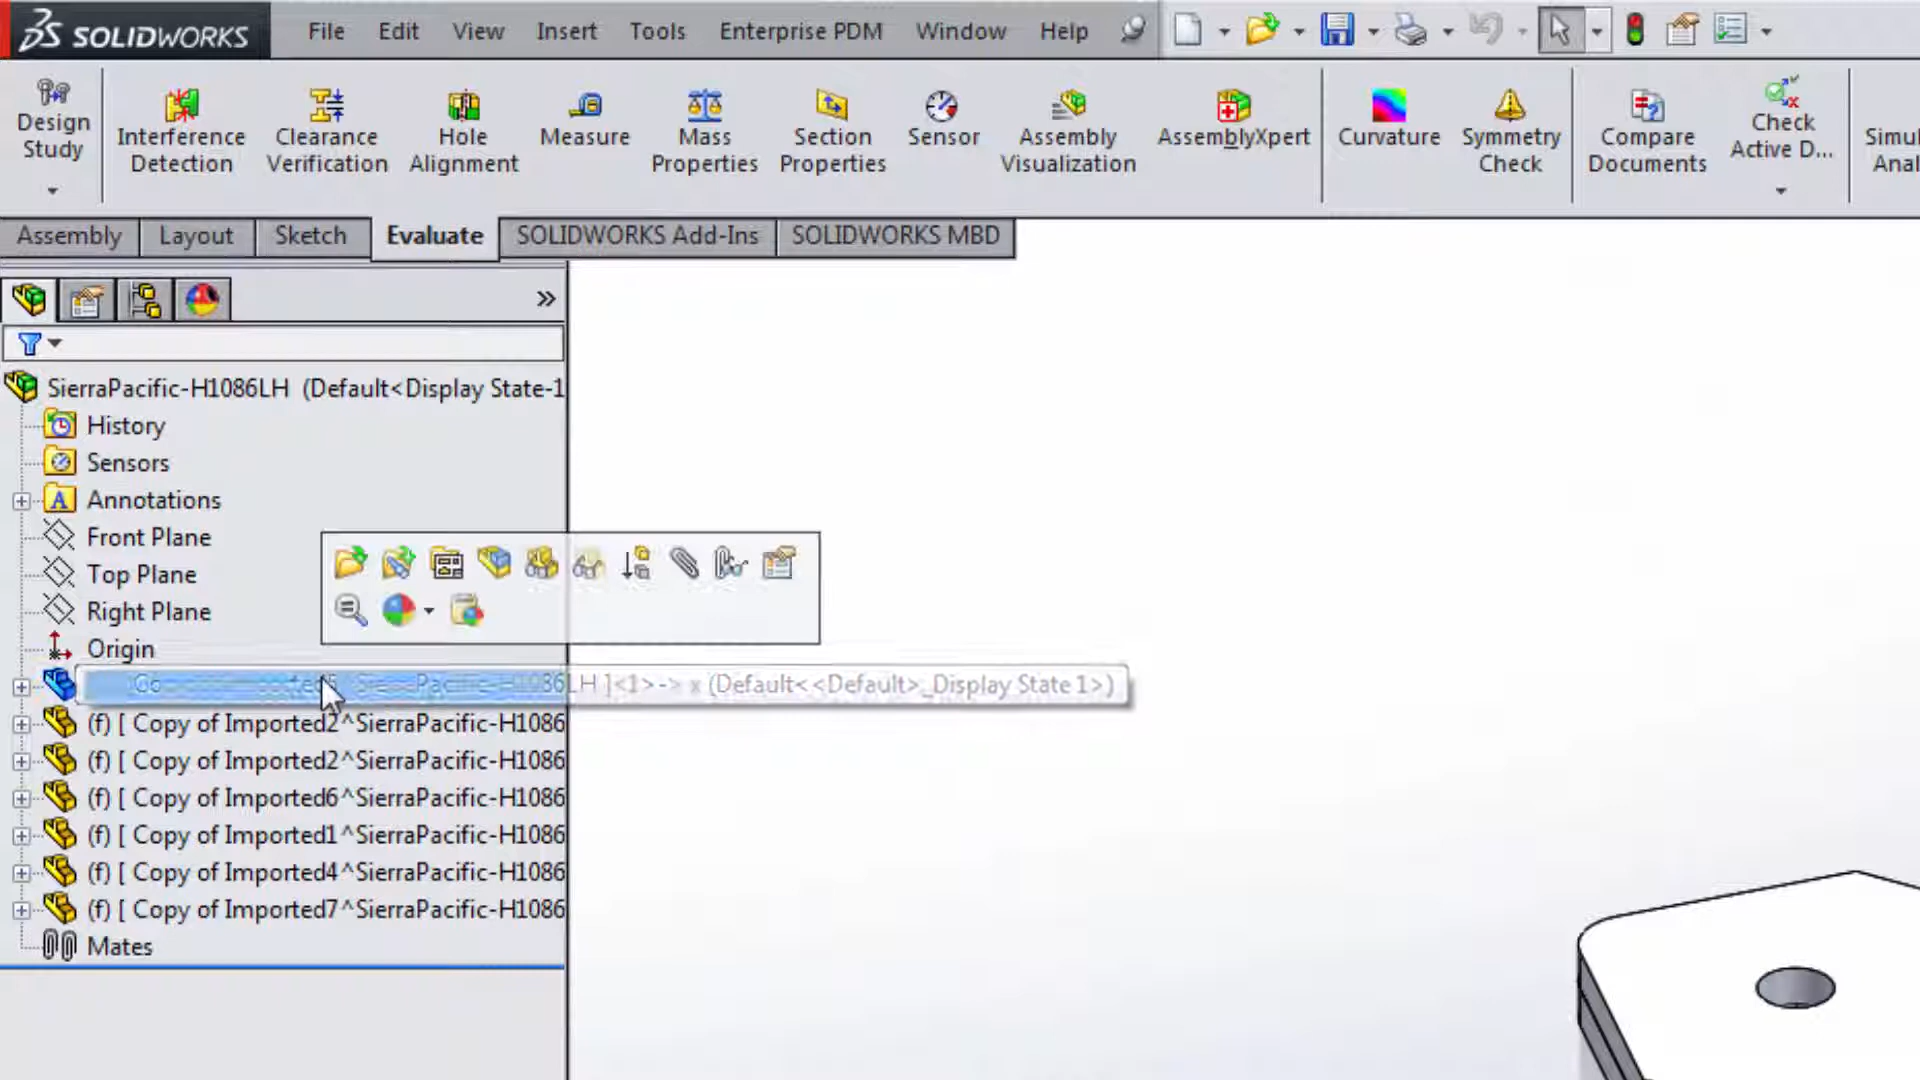 SOLIDWORKS File Edit View Insert Tools Enterprise PDM Window Help
Design Study
Interference Detection
Clearance Verification
Hole Alignment
Measure
Mass Properties
Section Properties
Sensor
Assembly Visualization
AssemblyXpert
Curvature
Symmetry Check
Compare Documents
Check Active D...
Simul
Anal
Assembly Layout Sketch Evaluate SOLIDWORKS Add-Ins SOLIDWORKS MBD
SierraPacific-H1086LH (Default<Display State-1
History
Sensors
A Annotations
Front Plane
Top Plane
Right Plane
Origin
SierraPacific-H1086LH ]<1>-> x (Default<<Default>_Display State 1>)
(f) [ Copy of Imported2^SierraPacific-H1086
(f) [ Copy of Imported2^SierraPacific-H1086
(f) [ Copy of Imported6^SierraPacific-H1086
(f) [ Copy of Imported1^SierraPacific-H1086
(f) [ Copy of Imported4^SierraPacific-H1086
(f) [ Copy of Imported7^SierraPacific-H1086
Mates